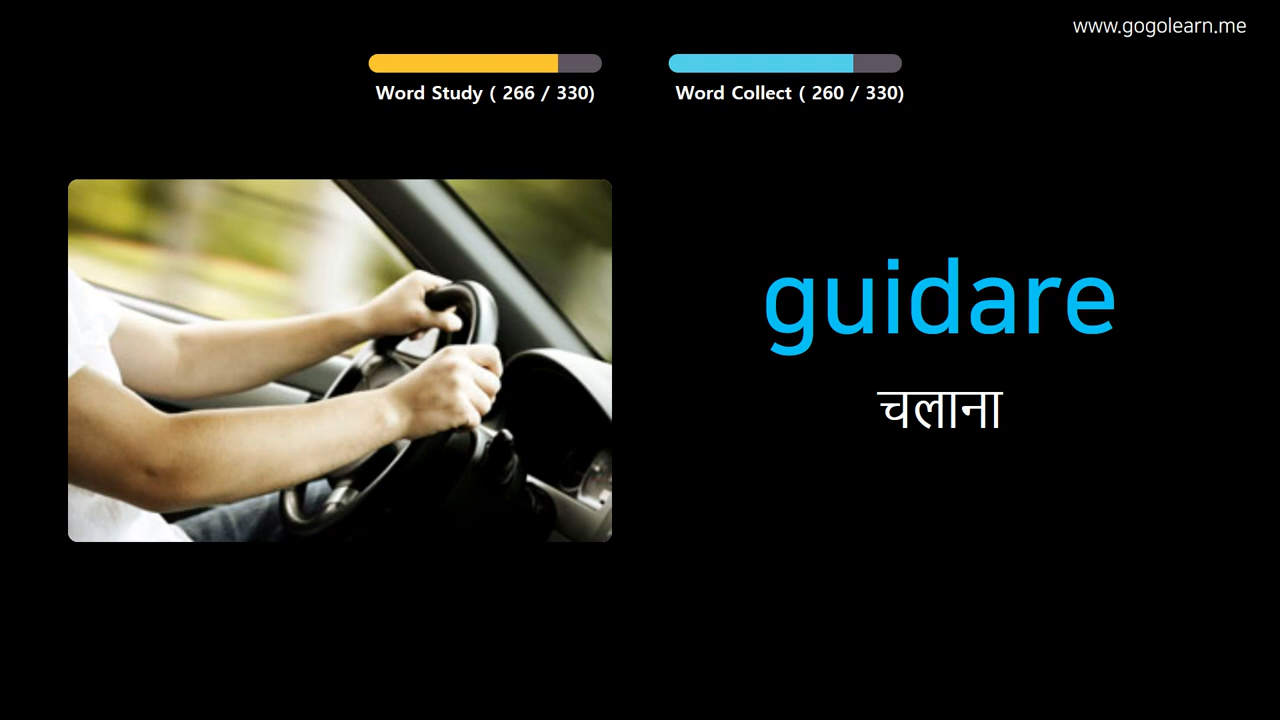 www.gogolearn.me
Word Study ( 266 / 330)
Word Collect ( 260 / 330)
guidare
चलाना